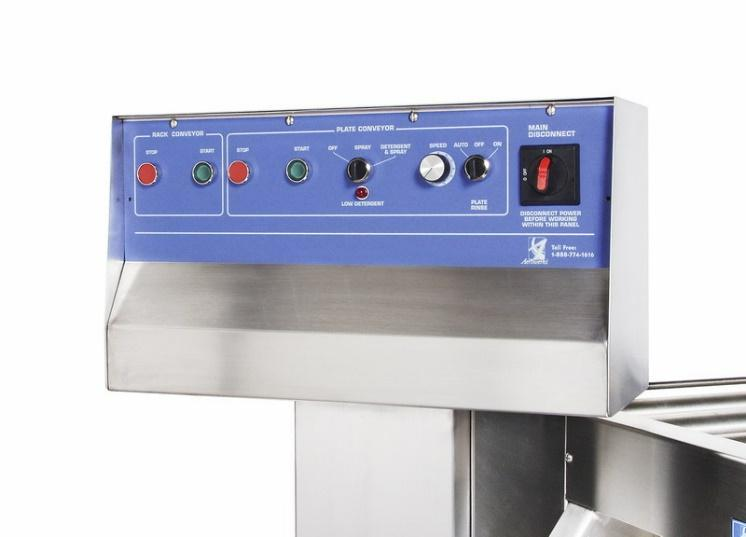 RACK CONVEYOR
STOP
START
PLATE CONVEYOR
STOP
START
OFF
SPRAY
DETERGENT
& SPRAY
LOW DETERGENT
SPEED
AUTO
OFF
ON
PLATE
RINSE
MAIN
DISCONNECT
I ON
O OFF
DISCONNECT POWER
BEFORE WORKING
WITHIN THIS PANEL
Toll Free:
1-888-774-1616